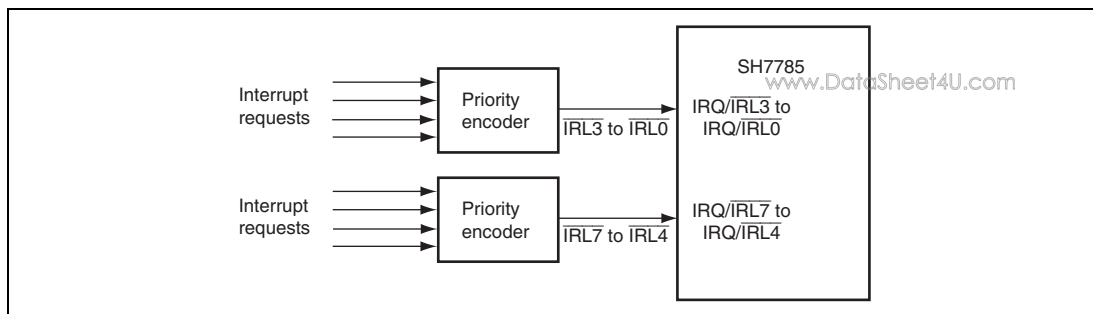 SH7785
www.DataSheet4U.com
Interrupt
requests
Priority
encoder
IRL3 to IRL0
IRQ/IRL3 to
IRQ/IRL0
Interrupt
requests
Priority
encoder
IRL7 to IRL4
IRQ/IRL7 to
IRQ/IRL4